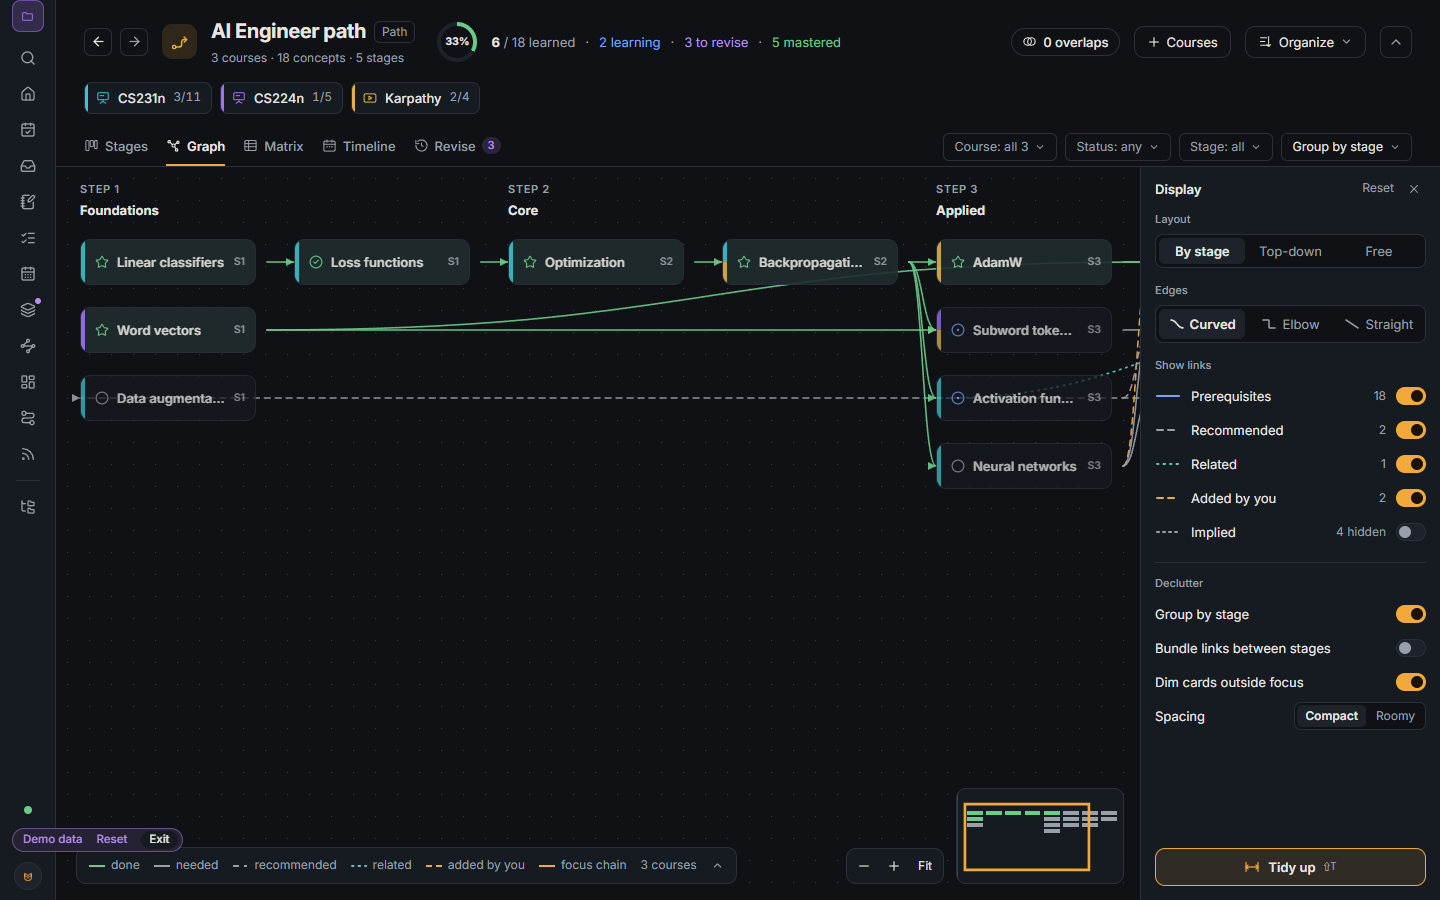 AI Engineer path
Path
3 courses · 18 concepts · 5 stages
33%
6 / 18 learned · 2 learning · 3 to revise · 5 mastered
0 overlaps
Courses
Organize
CS231n 3/11
CS224n 1/5
Karpathy 2/4
Stages
Graph
Matrix
Timeline
Revise 3
Course: all 3
Status: any
Stage: all
Group by stage
STEP 1
Foundations
STEP 2
Core
STEP 3
Applied
Linear classifiers S1
Loss functions S1
Optimization S2
Backpropagati... S2
AdamW S3
Word vectors S1
Subword toke... S3
Data augmenta... S1
Activation fun... S3
Neural networks S3
Display
Reset
Layout
By stage
Top-down
Free
Edges
Curved
Elbow
Straight
Show links
Prerequisites 18
Recommended 2
Related 1
Added by you 2
Implied 4 hidden
Declutter
Group by stage
Bundle links between stages
Dim cards outside focus
Spacing
Compact
Roomy
Tidy up ⇧T
Demo data
Reset
Exit
done
needed
recommended
related
added by you
focus chain
3 courses
Fit